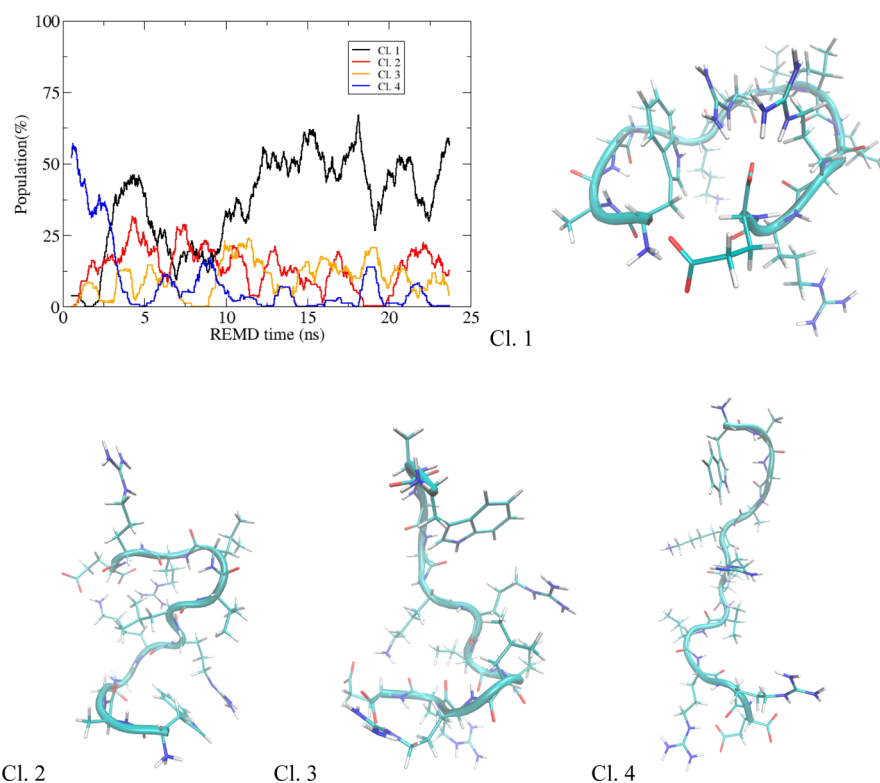 100
75
50
25
0
Population(%)
Cl. 1
Cl. 2
Cl. 3
Cl. 4
0 5 10 15 20 25
REMD time (ns)
Cl. 1
Cl. 2
Cl. 3
Cl. 4